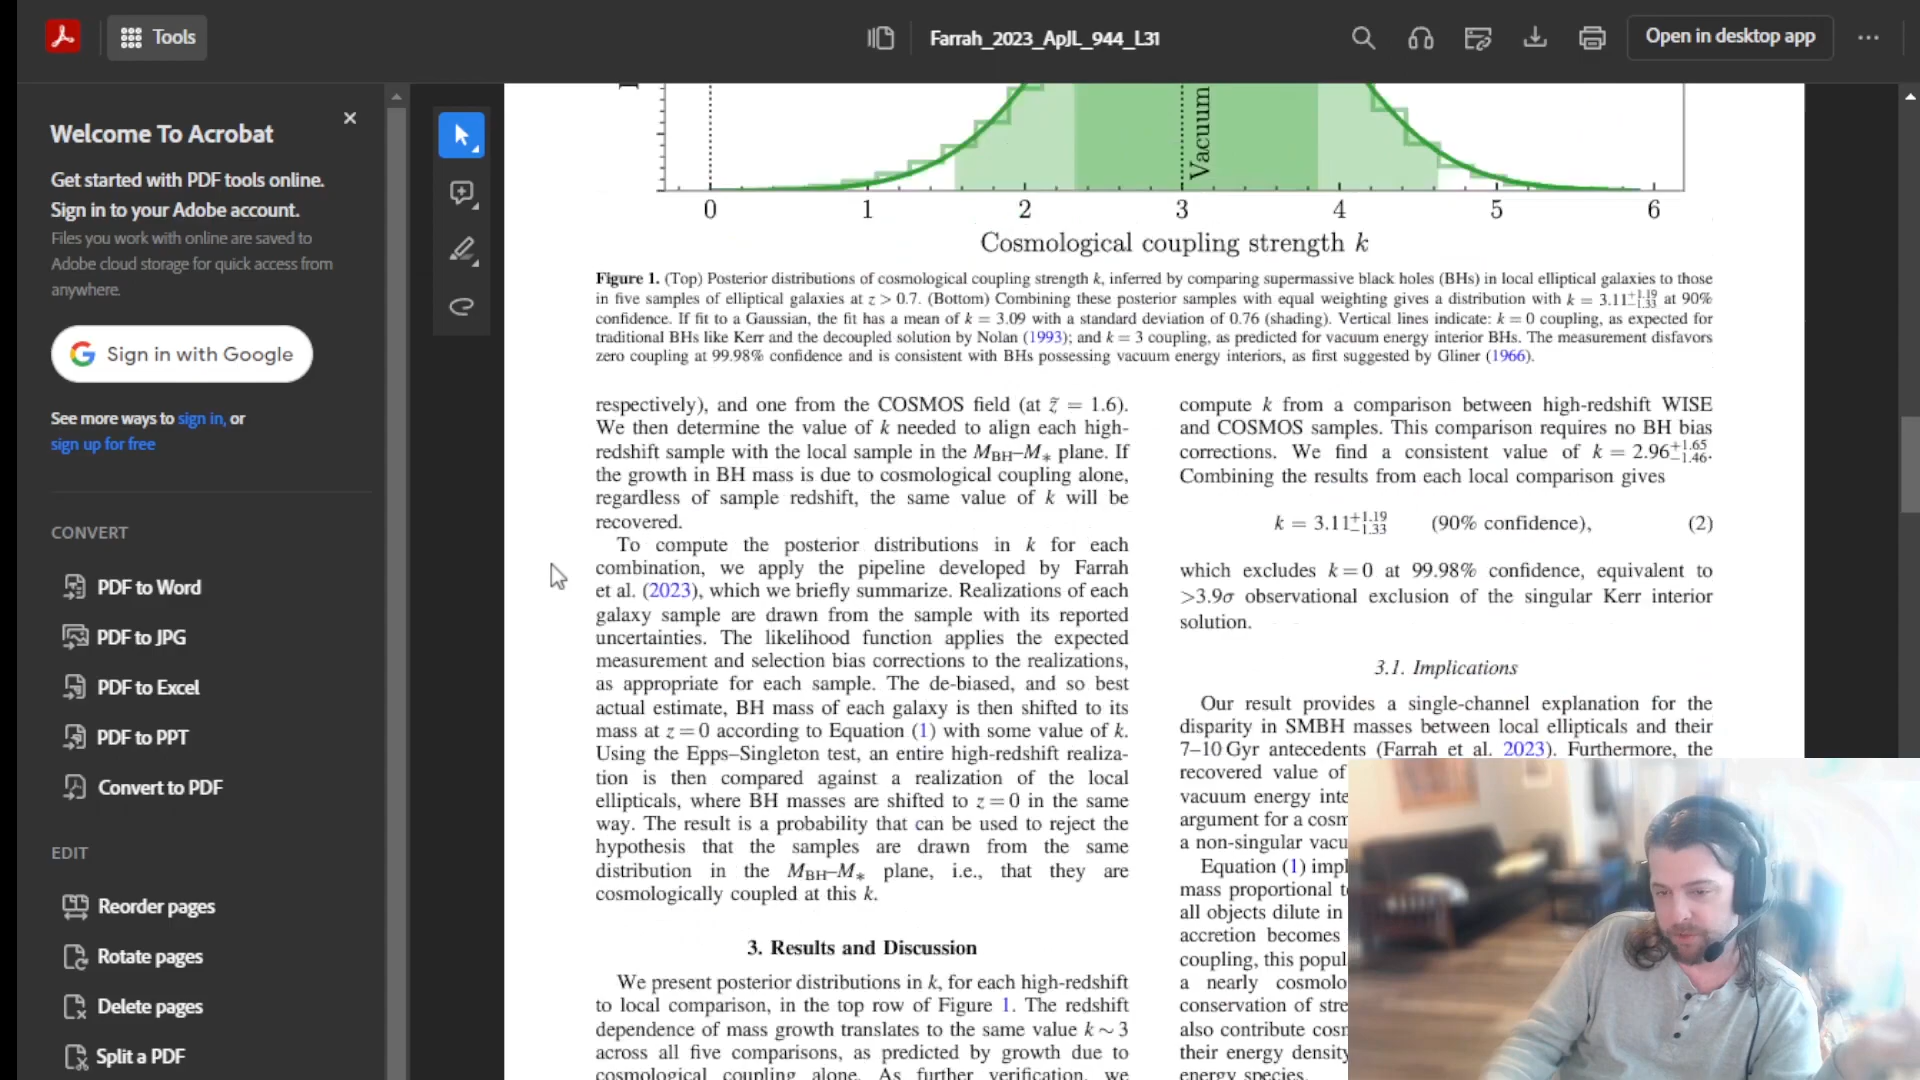 Tools
Farrah_2023_ApJL_944_L31
Open in desktop app
Welcome To Acrobat
Get started with PDF tools online.
Sign in to your Adobe account.
Files you work with online are saved to
Adobe cloud storage for quick access from
anywhere.
Sign in with Google
See more ways to sign in, or
sign up for free
CONVERT
PDF to Word
PDF to JPG
PDF to Excel
PDF to PPT
Convert to PDF
EDIT
Reorder pages
Rotate pages
Delete pages
Split a PDF
Vacuum
0 1 2 3 4 5 6
Cosmological coupling strength k
Figure 1. (Top) Posterior distributions of cosmological coupling strength k, inferred by comparing supermassive black holes (BHs) in local elliptical galaxies to those
in five samples of elliptical galaxies at z > 0.7. (Bottom) Combining these posterior samples with equal weighting gives a distribution with k = 3.11+1.19−1.33 at 90%
confidence. If fit to a Gaussian, the fit has a mean of k = 3.09 with a standard deviation of 0.76 (shading). Vertical lines indicate: k = 0 coupling, as expected for
traditional BHs like Kerr and the decoupled solution by Nolan (1993); and k = 3 coupling, as predicted for vacuum energy interior BHs. The measurement disfavors
zero coupling at 99.98% confidence and is consistent with BHs possessing vacuum energy interiors, as first suggested by Gliner (1966).
respectively), and one from the COSMOS field (at z̃ = 1.6).
We then determine the value of k needed to align each high-
redshift sample with the local sample in the MBH–M* plane. If
the growth in BH mass is due to cosmological coupling alone,
regardless of sample redshift, the same value of k will be
recovered.
To compute the posterior distributions in k for each
combination, we apply the pipeline developed by Farrah
et al. (2023), which we briefly summarize. Realizations of each
galaxy sample are drawn from the sample with its reported
uncertainties. The likelihood function applies the expected
measurement and selection bias corrections to the realizations,
as appropriate for each sample. The de-biased, and so best
actual estimate, BH mass of each galaxy is then shifted to its
mass at z = 0 according to Equation (1) with some value of k.
Using the Epps–Singleton test, an entire high-redshift realiza-
tion is then compared against a realization of the local
ellipticals, where BH masses are shifted to z = 0 in the same
way. The result is a probability that can be used to reject the
hypothesis that the samples are drawn from the same
distribution in the MBH–M* plane, i.e., that they are
cosmologically coupled at this k.
3. Results and Discussion
We present posterior distributions in k, for each high-redshift
to local comparison, in the top row of Figure 1. The redshift
dependence of mass growth translates to the same value k ∼ 3
across all five comparisons, as predicted by growth due to
cosmological coupling alone. As further verification, we
compute k from a comparison between high-redshift WISE
and COSMOS samples. This comparison requires no BH bias
corrections. We find a consistent value of k = 2.96+1.65−1.46.
Combining the results from each local comparison gives
k = 3.11+1.19−1.33 (90% confidence), (2)
which excludes k = 0 at 99.98% confidence, equivalent to
>3.9σ observational exclusion of the singular Kerr interior
solution.
3.1. Implications
Our result provides a single-channel explanation for the
disparity in SMBH masses between local ellipticals and their
7–10 Gyr antecedents (Farrah et al. 2023). Furthermore, the
recovered value of
vacuum energy inte
argument for a cosm
a non-singular vacu
Equation (1) impl
mass proportional t
all objects dilute in
accretion becomes
coupling, this popul
a nearly cosmolo
conservation of stre
also contribute cosm
their energy density
energy species.